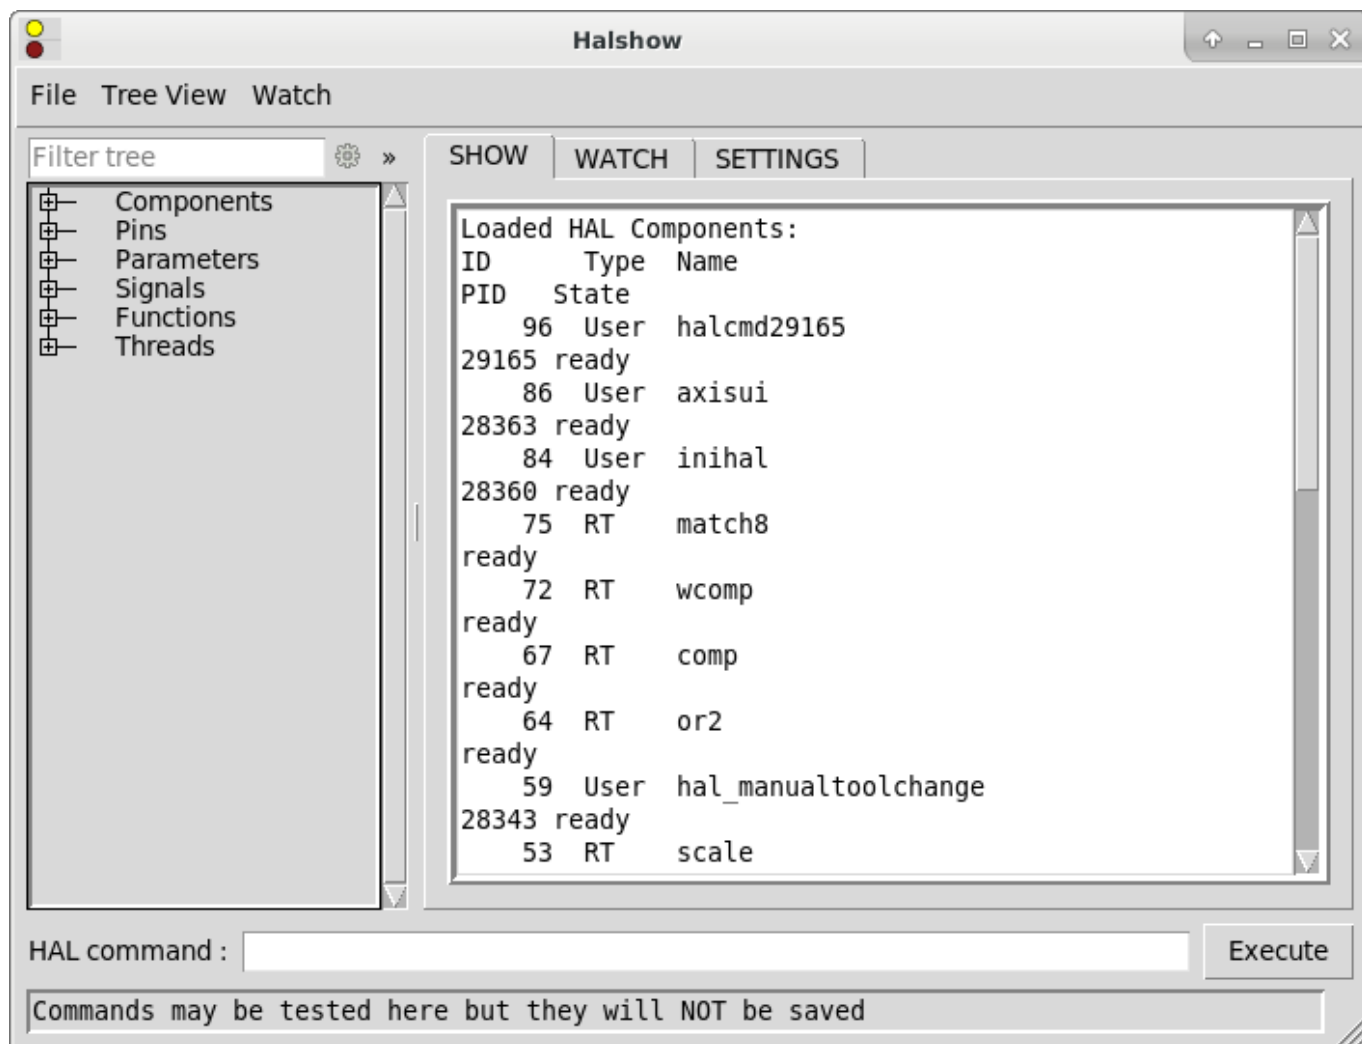 Halshow
File Tree View Watch
Filter tree »
SHOW WATCH SETTINGS
Components
Pins
Parameters
Signals
Functions
Threads
Loaded HAL Components:
ID      Type  Name
PID   State
    96  User  halcmd29165
29165 ready
    86  User  axisui
28363 ready
    84  User  inihal
28360 ready
    75  RT    match8
ready
    72  RT    wcomp
ready
    67  RT    comp
ready
    64  RT    or2
ready
    59  User  hal_manualtoolchange
28343 ready
    53  RT    scale
HAL command :
Execute
Commands may be tested here but they will NOT be saved